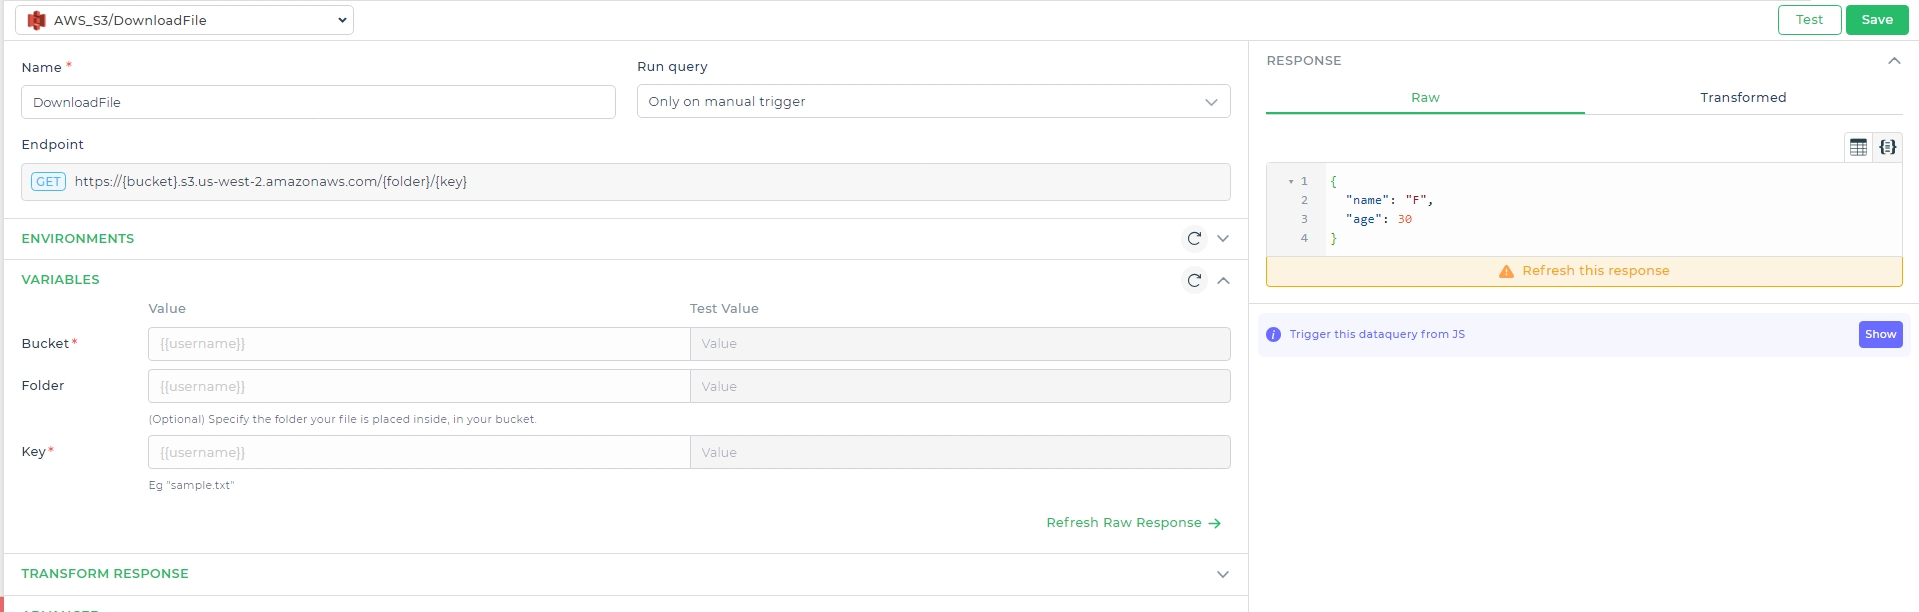 AWS_S3/DownloadFile
Test
Save
Name *
Run query
DownloadFile
Only on manual trigger
Endpoint
GET https://{bucket}.s3.us-west-2.amazonaws.com/{folder}/{key}
ENVIRONMENTS
VARIABLES
Value
Test Value
Bucket*
{{username}}
Value
Folder
{{username}}
Value
(Optional) Specify the folder your file is placed inside, in your bucket.
Key*
{{username}}
Value
Eg "sample.txt"
Refresh Raw Response →
TRANSFORM RESPONSE
ADVANCED
RESPONSE
Raw
Transformed
1 {
2 "name": "F",
3 "age": 30
4 }
Refresh this response
Trigger this dataquery from JS
Show